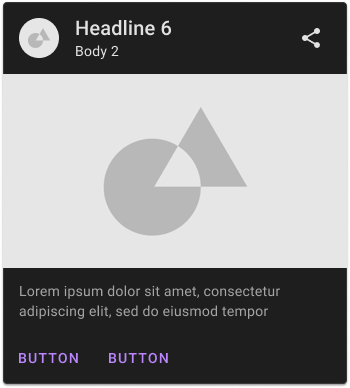 Headline 6
Body 2
Lorem ipsum dolor sit amet, consectetur
adipiscing elit, sed do eiusmod tempor
BUTTON BUTTON